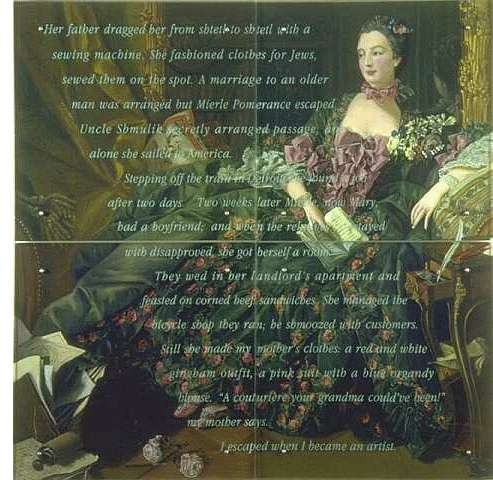 Her father dragged her from shtetl to shtetl with a
sewing machine. She fashioned clothes for Jews,
sewed them on the spot. A marriage to an older
man was arranged but Mierle Pomerance escaped.
Uncle Shmulik secretly arranged passage, and
alone she sailed to America.
Stepping off the train in Detroit she found a job
after two days. Two weeks later Mierle, now Mary,
had a boyfriend; and when the relatives she stayed
with disapproved, she got herself a room.
They wed in her landlord's apartment and
feasted on corned beef sandwiches. She managed the
bicycle shop they ran; he shmoozed with customers.
Still she made my mother's clothes: a red and white
gingham outfit, a pink suit with a blue organdy
blouse. "A couturière your grandma could've been!"
my mother says.
I escaped when I became an artist.